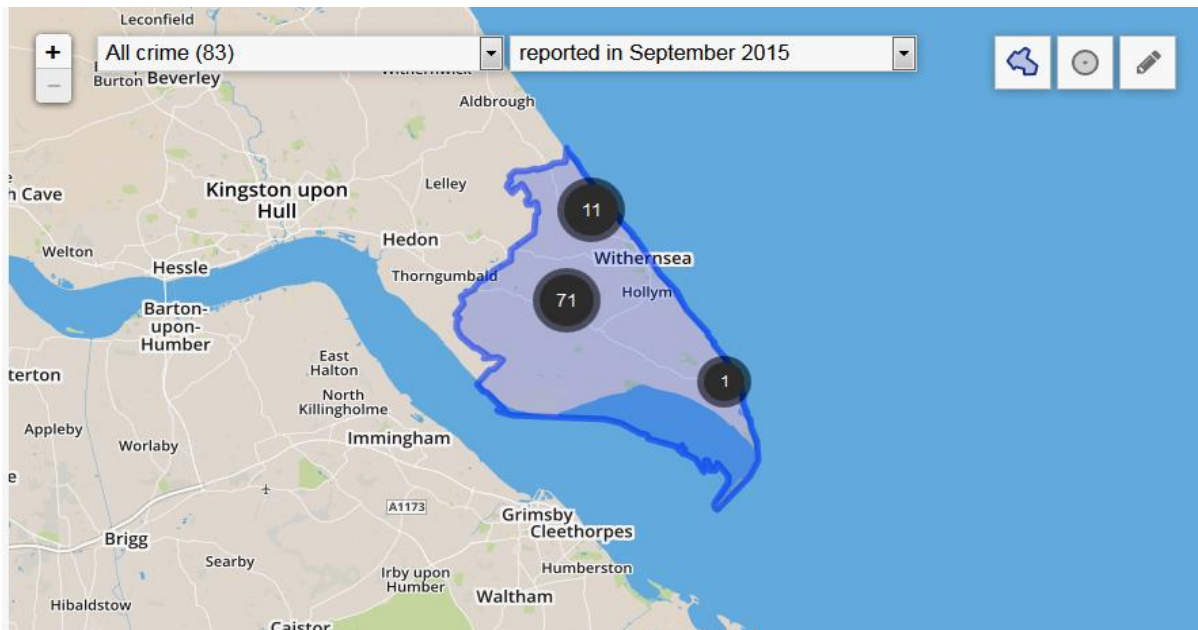 Leconfield
+
All crime (83)
reported in September 2015
−
Burton
Beverley
Aldbrough
h Cave
Kingston upon
Hull
Lelley
11
Welton
Hedon
Withernsea
Hessle
Thorngumbald
Hollym
71
Barton-
upon-
Humber
East
Halton
terton
1
North
Killingholme
Appleby
Worlaby
Immingham
e
A1173
Grimsby
Cleethorpes
Brigg
Searby
Irby upon
Humber
Humberston
Waltham
Hibaldstow
Caistor